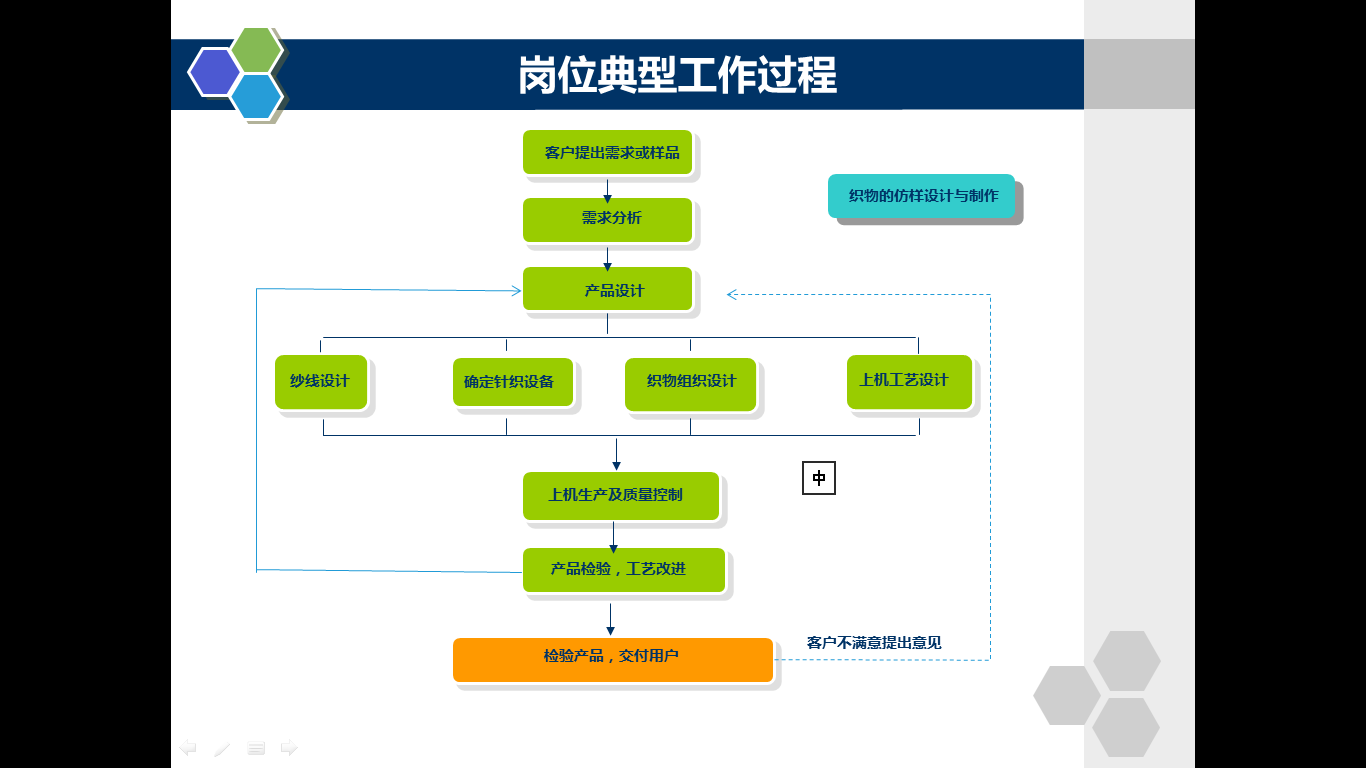 岗位典型工作过程
客户提出需求或样品
织物的仿样设计与制作
需求分析
产品设计
纱线设计
确定针织设备
织物组织设计
上机工艺设计
中
上机生产及质量控制
产品检验，工艺改进
客户不满意提出意见
检验产品，交付用户